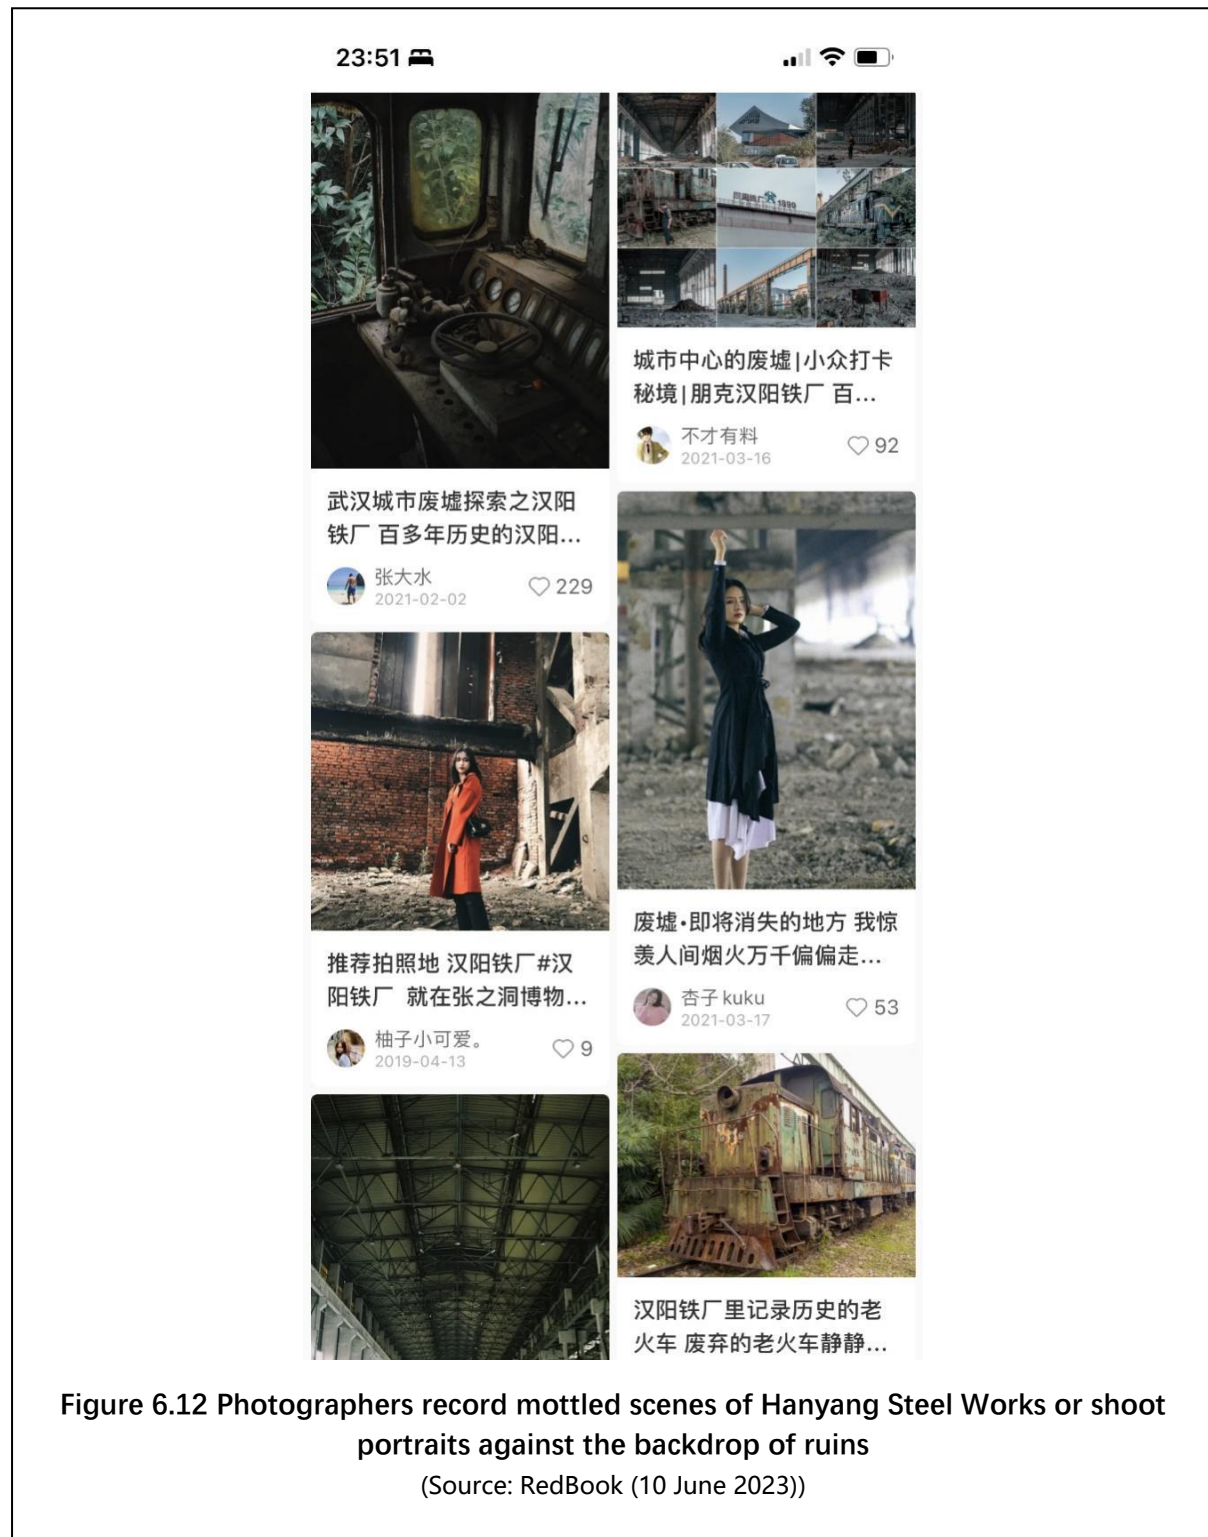 23:51
武汉城市废墟探索之汉阳
铁厂 百多年历史的汉阳...
张大水
2021-02-02
229
推荐拍照地 汉阳铁厂#汉
阳铁厂 就在张之洞博物...
柚子小可爱。
2019-04-13
9
1890
城市中心的废墟|小众打卡
秘境|朋克汉阳铁厂 百...
不才有料
2021-03-16
92
废墟·即将消失的地方 我惊
羡人间烟火万千偏偏走...
杏子 kuku
2021-03-17
53
汉阳铁厂里记录历史的老
火车 废弃的老火车静静...
Figure 6.12 Photographers record mottled scenes of Hanyang Steel Works or shoot
portraits against the backdrop of ruins
(Source: RedBook (10 June 2023))